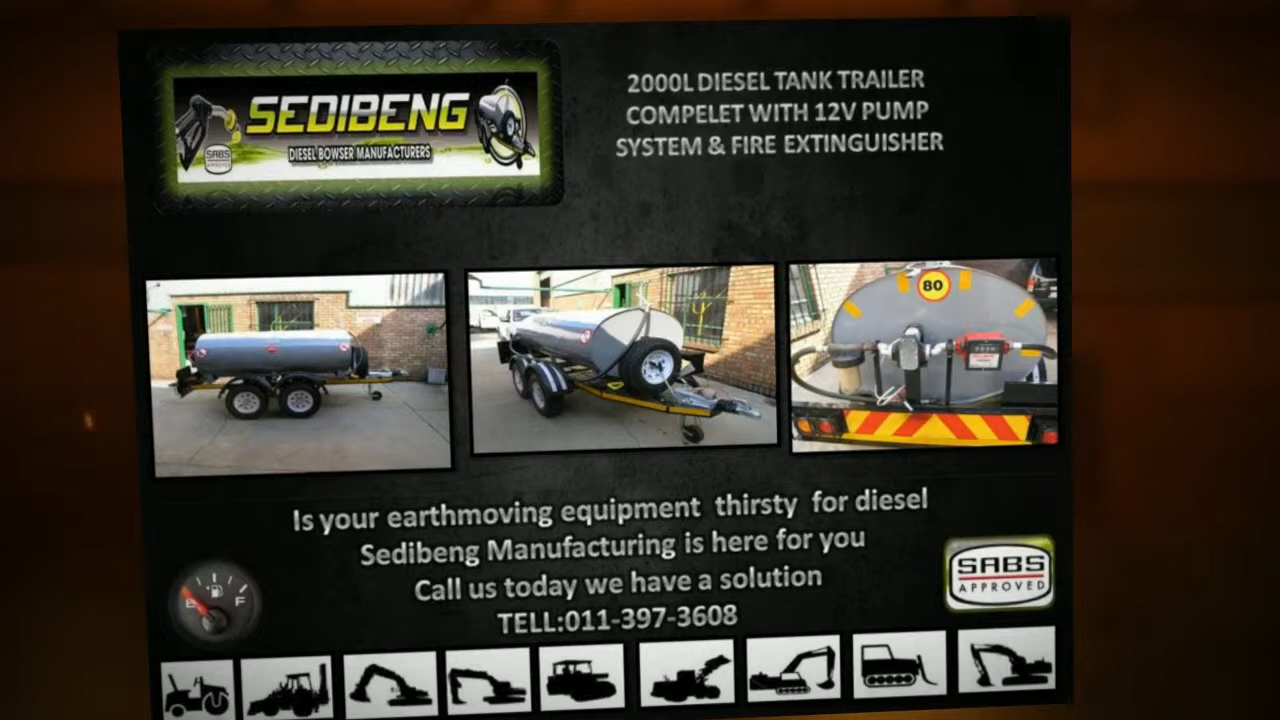 SEDIBENG
DIESEL BOWSER MANUFACTURERS
SABS
APPROVED
2000L DIESEL TANK TRAILER
COMPELET WITH 12V PUMP
SYSTEM & FIRE EXTINGUISHER
80
Is your earthmoving equipment thirsty for diesel
Sedibeng Manufacturing is here for you
Call us today we have a solution
TELL:011-397-3608
SABS
APPROVED
E F